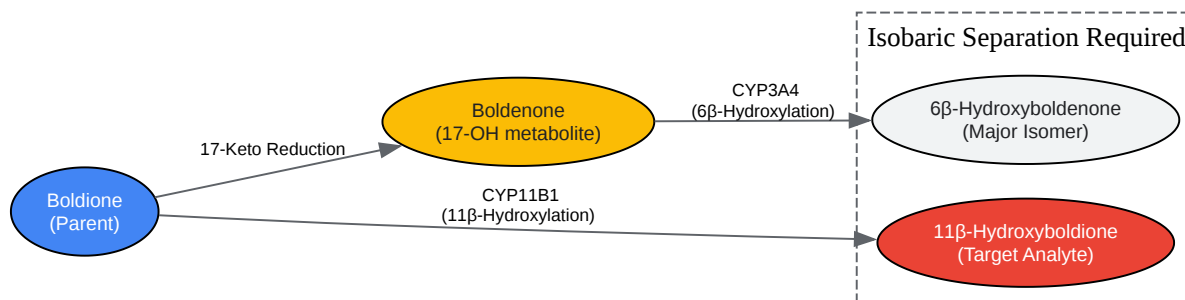 Isobaric Separation Required
Boldione
(Parent)
17-Keto Reduction
Boldenone
(17-OH metabolite)
CYP3A4
(6β-Hydroxylation)
6β-Hydroxyboldenone
(Major Isomer)
CYP11B1
(11β-Hydroxylation)
11β-Hydroxyboldione
(Target Analyte)